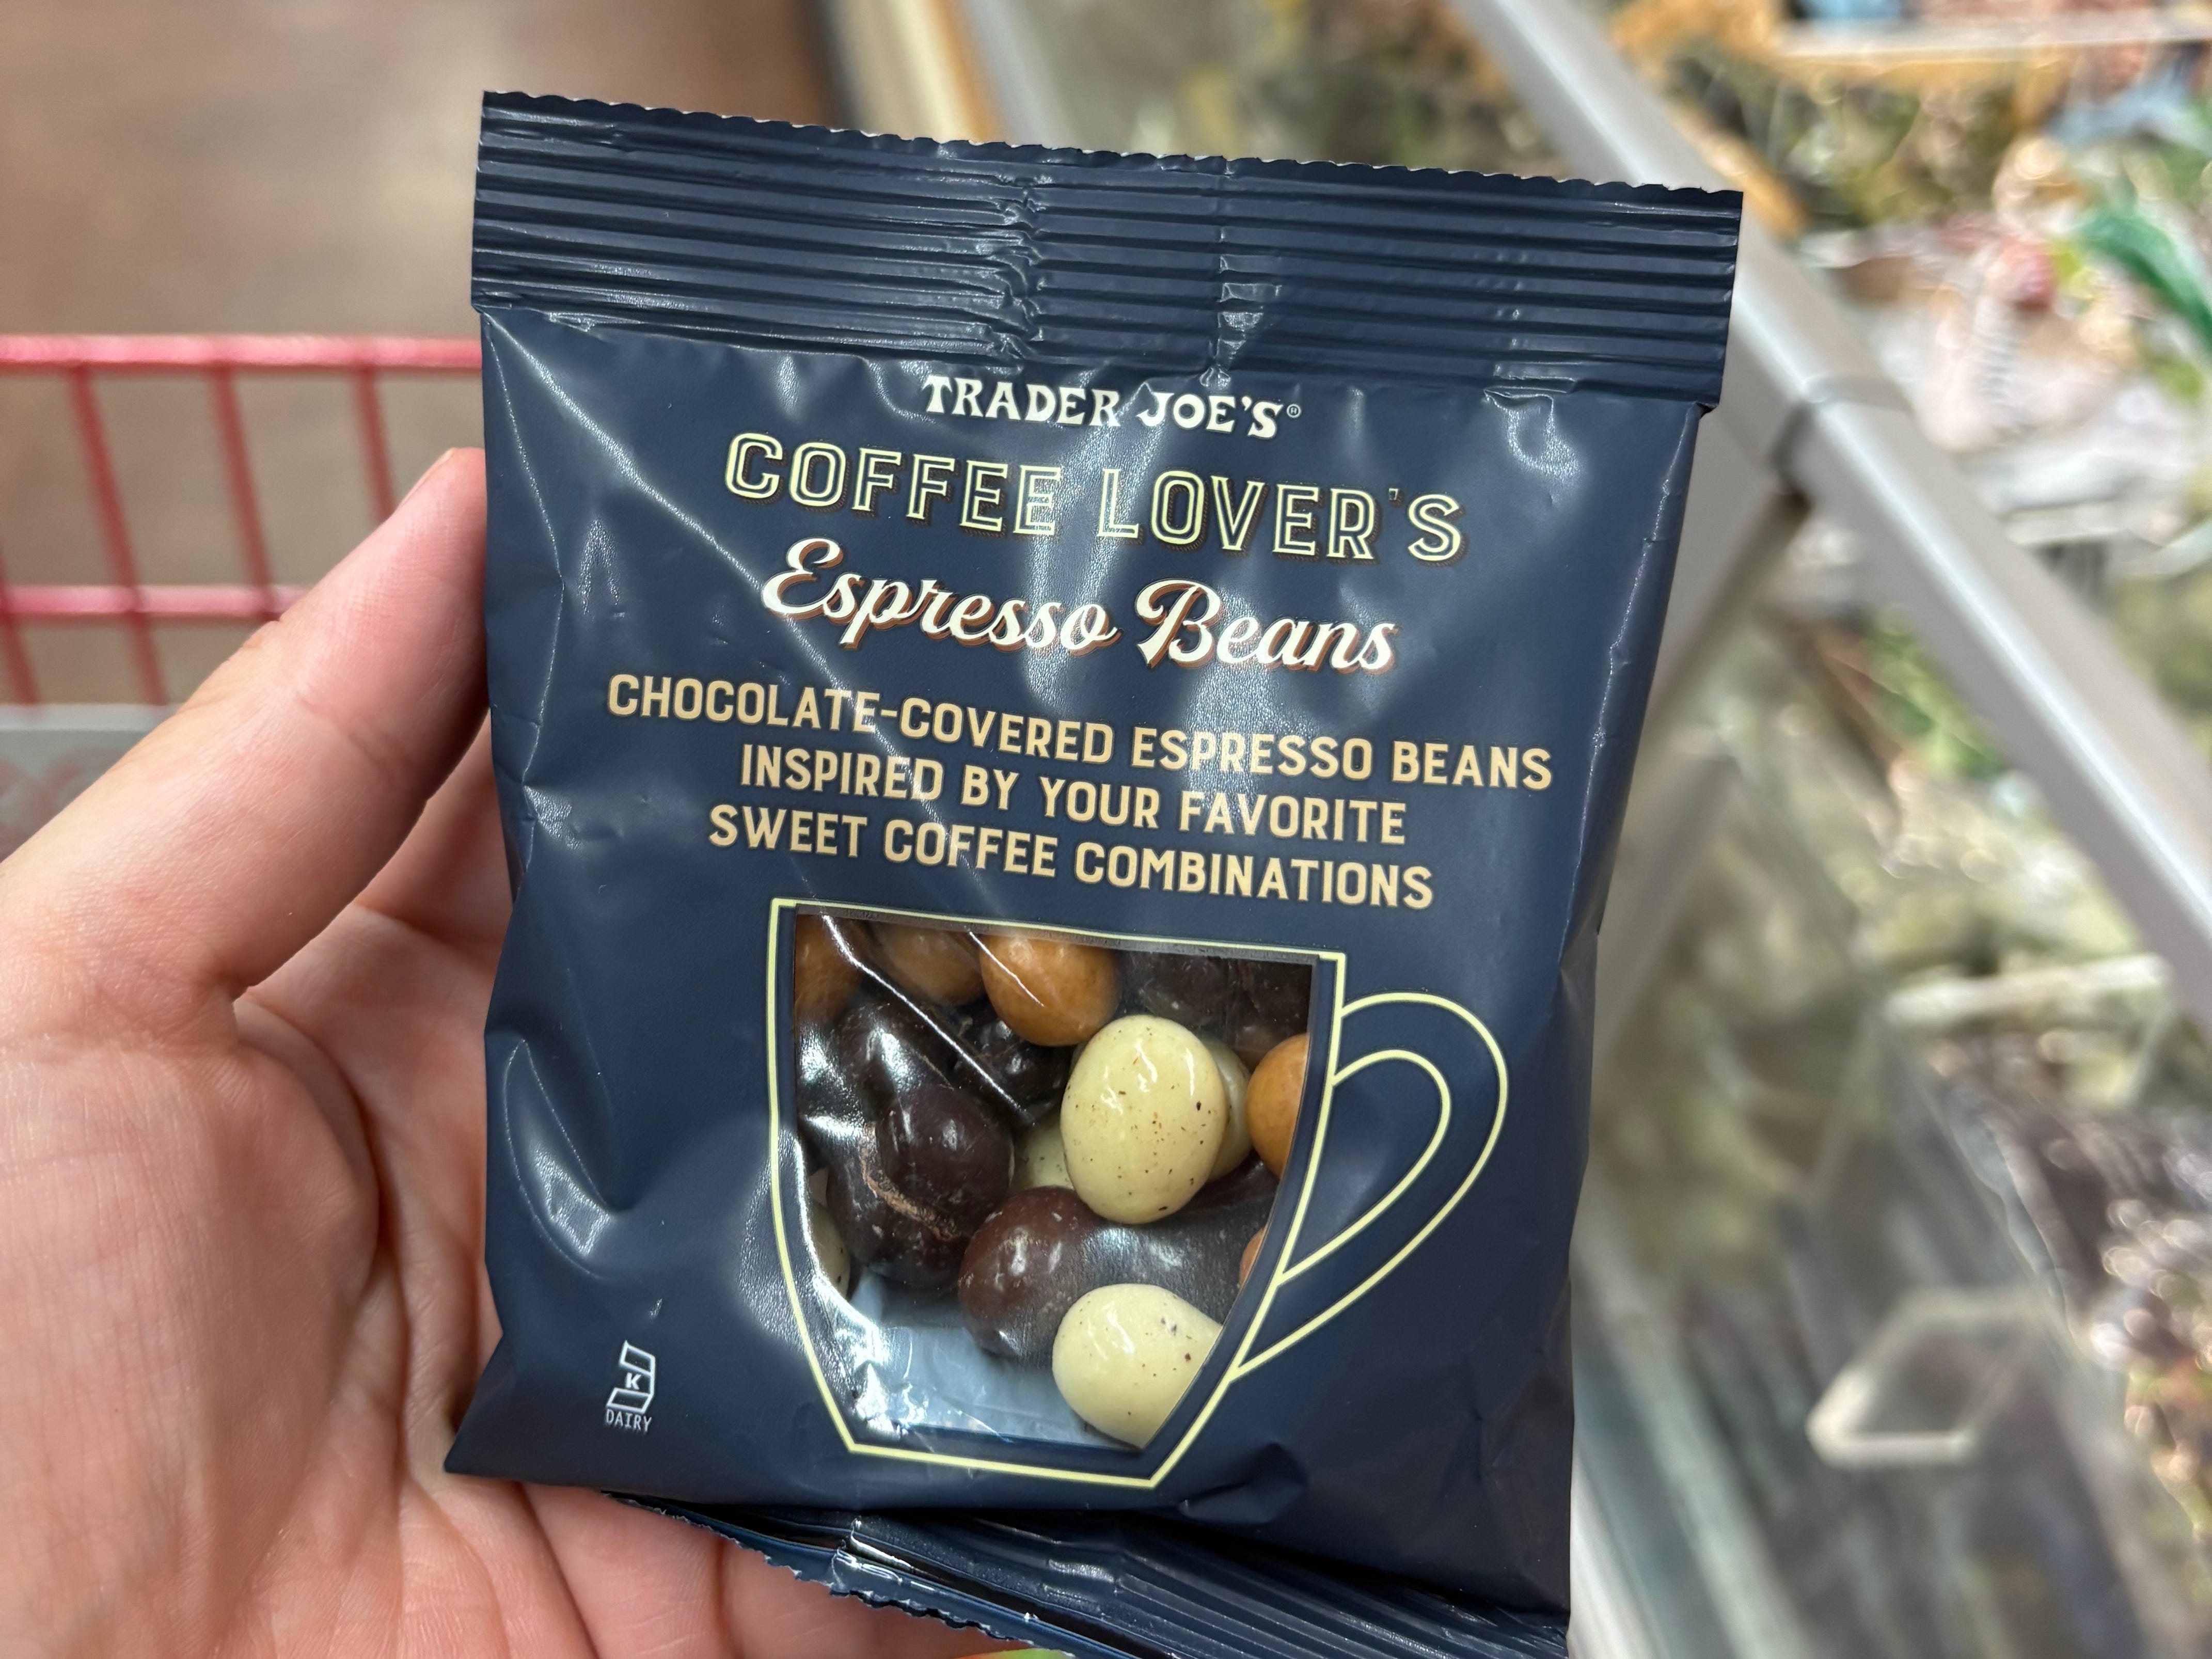 TRADER JOE'S®
COFFEE LOVER'S
Espresso Beans
CHOCOLATE-COVERED ESPRESSO BEANS
INSPIRED BY YOUR FAVORITE
SWEET COFFEE COMBINATIONS
K
DAIRY